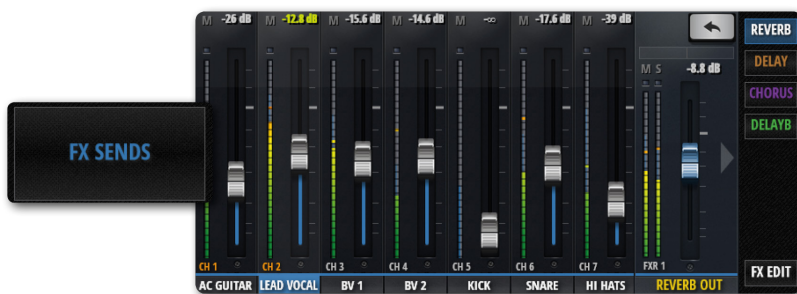 M -26 dB M -12.8 dB M -15.6 dB M -14.6 dB M -∞ M -17.6 dB M -39 dB
REVERB
DELAY
M S -8.8 dB
CHORUS
DELAYB
FX SENDS
CH 1 CH 2 CH 3 CH 4 CH 5 CH 6 CH 7 FXR 1
FX EDIT
AC GUITAR LEAD VOCAL BV 1 BV 2 KICK SNARE HI HATS REVERB OUT